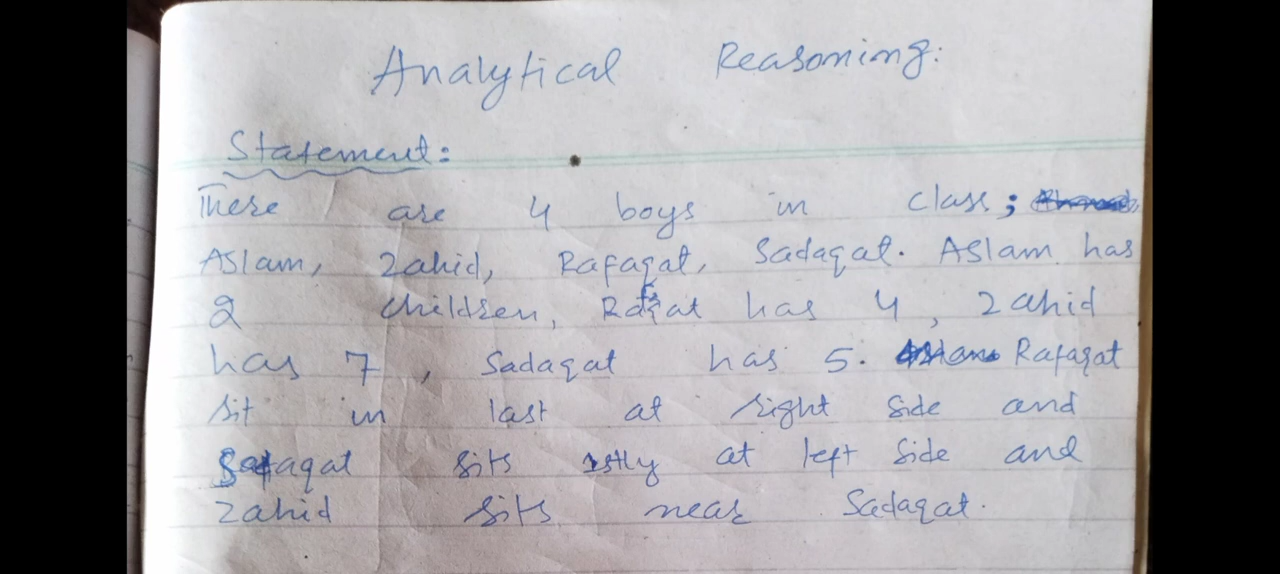 Analytical Reasoning.
Statement:
There are 4 boys in class;
Aslam, Zahid, Rafaqat, Sadaqat. Aslam has
2 children, Rafqat has 4, Zahid
has 7, Sadaqat has 5. Rafaqat
sit in last at right side and
sits 1stly at left side and
Zahid sits near Sadaqat.